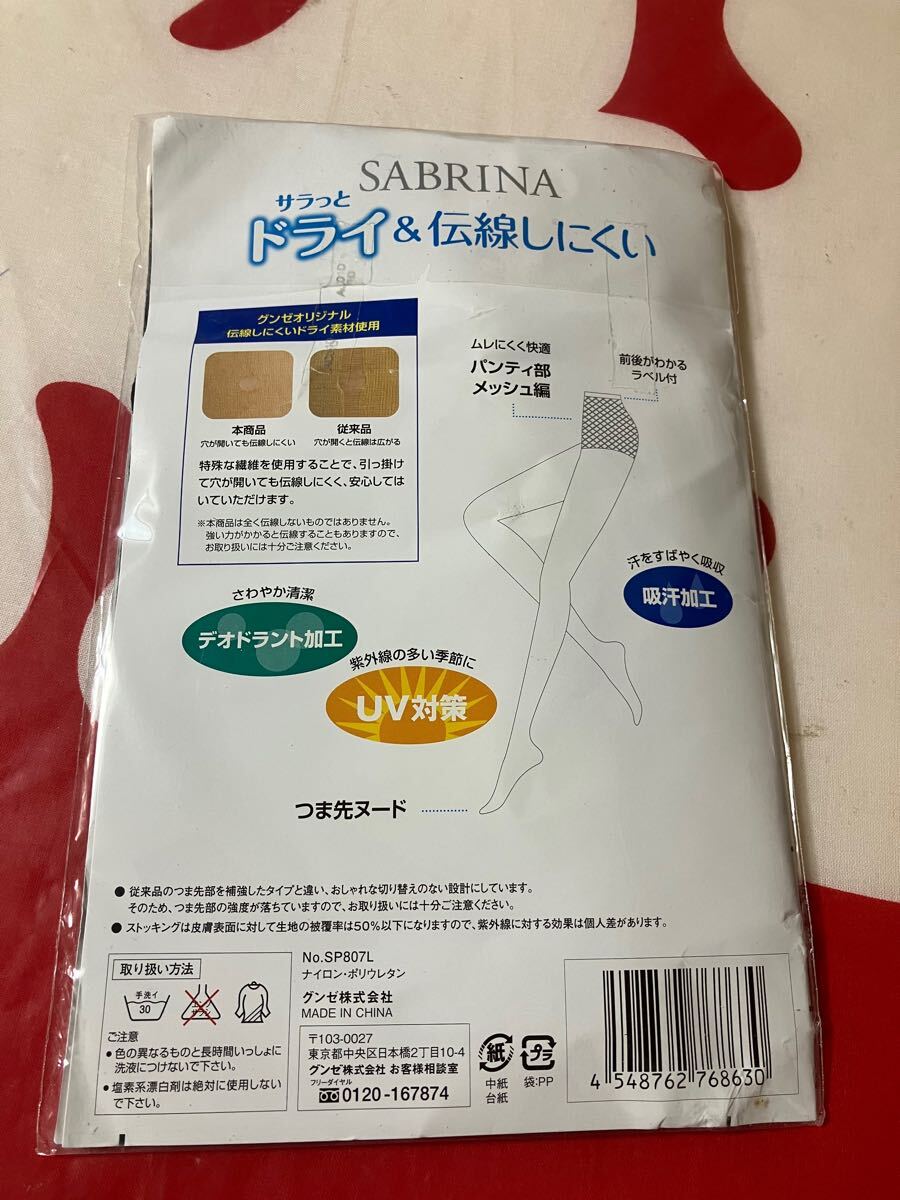 SABRINA
サラっと
ドライ&伝線しにくい
グンゼオリジナル
伝線しにくいドライ素材使用
本商品
穴が開いても伝線しにくい
従来品
穴が開くと伝線は広がる
特殊な繊維を使用することで、引っ掛け
て穴が開いても伝線しにくく、安心しては
いていただけます。
※本商品は全く伝線しないものではありません。
強い力がかかると伝線することもありますので、
お取り扱いには十分ご注意ください。
ムレにくく快適
パンティ部
メッシュ編
前後がわかる
ラベル付
汗をすばやく吸収
吸汗加工
さわやか清潔
デオドラント加工
紫外線の多い季節に
UV対策
つま先ヌード
●従来品のつま先部を補強したタイプと違い、おしゃれな切り替えのない設計にしています。
そのため、つま先部の強度が落ちていますので、お取り扱いには十分ご注意ください。
●ストッキングは皮膚表面に対して生地の被覆率は50%以下になりますので、紫外線に対する効果は個人差があります。
取り扱い方法
手洗イ
30
エンソ
サラシ
ご注意
●色の異なるものと長時間いっしょに
洗液につけないで下さい。
●塩素系漂白剤は絶対に使用しない
で下さい。
No.SP807L
ナイロン・ポリウレタン
グンゼ株式会社
MADE IN CHINA
〒103-0027
東京都中央区日本橋2丁目10-4
グンゼ株式会社 お客様相談室
フリーダイヤル
0120-167874
紙
中紙
台紙
プラ
袋:PP
4 548762 768630